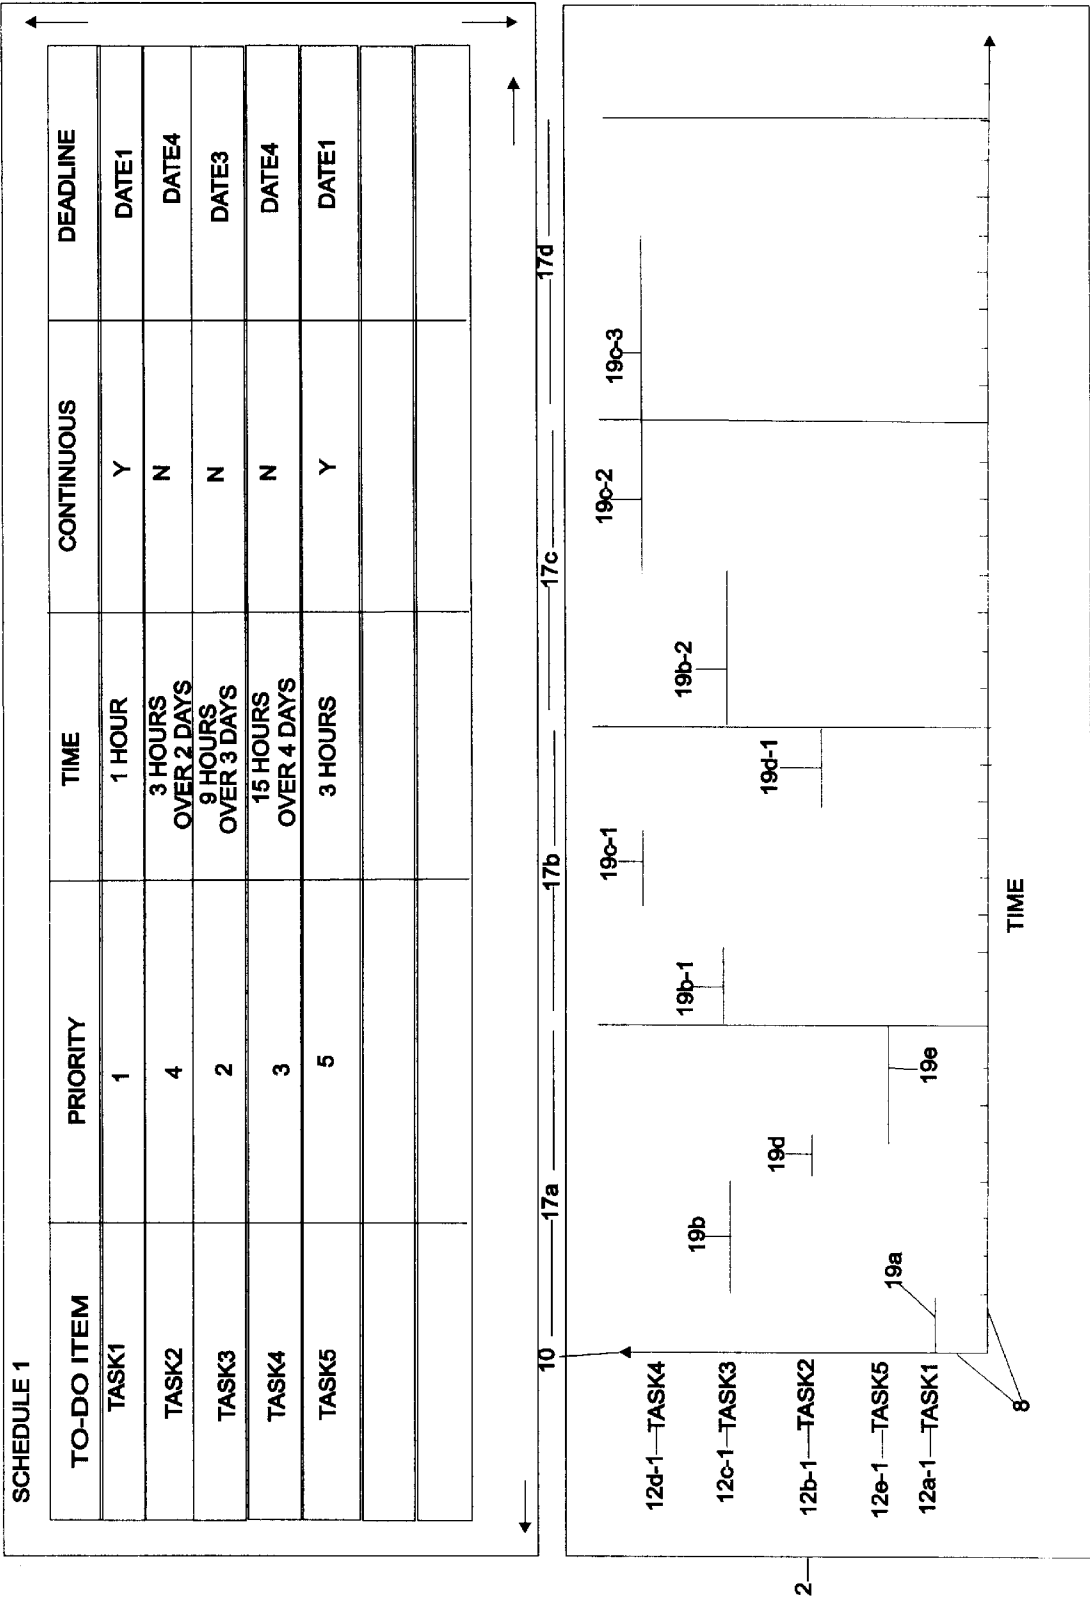 SCHEDULE 1
TO-DO ITEM PRIORITY TIME CONTINUOUS DEADLINE
TASK1 1 1 HOUR Y DATE1
TASK2 4 3 HOURS OVER 2 DAYS N DATE4
TASK3 2 9 HOURS OVER 3 DAYS N DATE3
TASK4 3 15 HOURS OVER 4 DAYS N DATE4
TASK5 5 3 HOURS Y DATE1
10 17a 17b 17c 17d
12d-1 TASK4 19c-1 19c-2 19c-3
12c-1 TASK3 19b 19b-1 19b-2
12b-1 TASK2 19d 19d-1
12e-1 TASK5 19e
12a-1 TASK1 19a
8
TIME
2